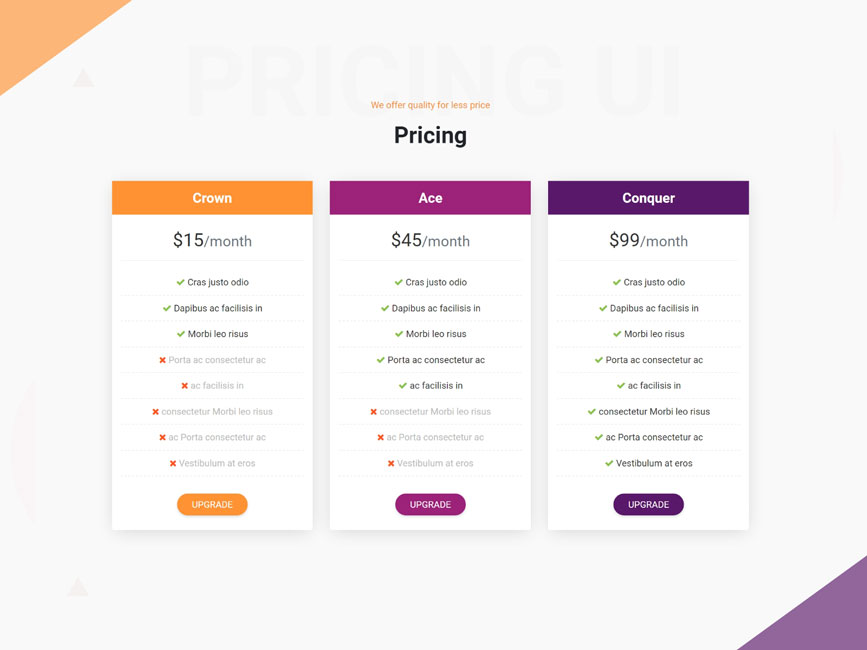 PRICING UI
We offer quality for less price
Pricing
Crown
$15/month
Cras justo odio
Dapibus ac facilisis in
Morbi leo risus
Porta ac consectetur ac
ac facilisis in
consectetur Morbi leo risus
ac Porta consectetur ac
Vestibulum at eros
UPGRADE
Ace
$45/month
Cras justo odio
Dapibus ac facilisis in
Morbi leo risus
Porta ac consectetur ac
ac facilisis in
consectetur Morbi leo risus
ac Porta consectetur ac
Vestibulum at eros
UPGRADE
Conquer
$99/month
Cras justo odio
Dapibus ac facilisis in
Morbi leo risus
Porta ac consectetur ac
ac facilisis in
consectetur Morbi leo risus
ac Porta consectetur ac
Vestibulum at eros
UPGRADE